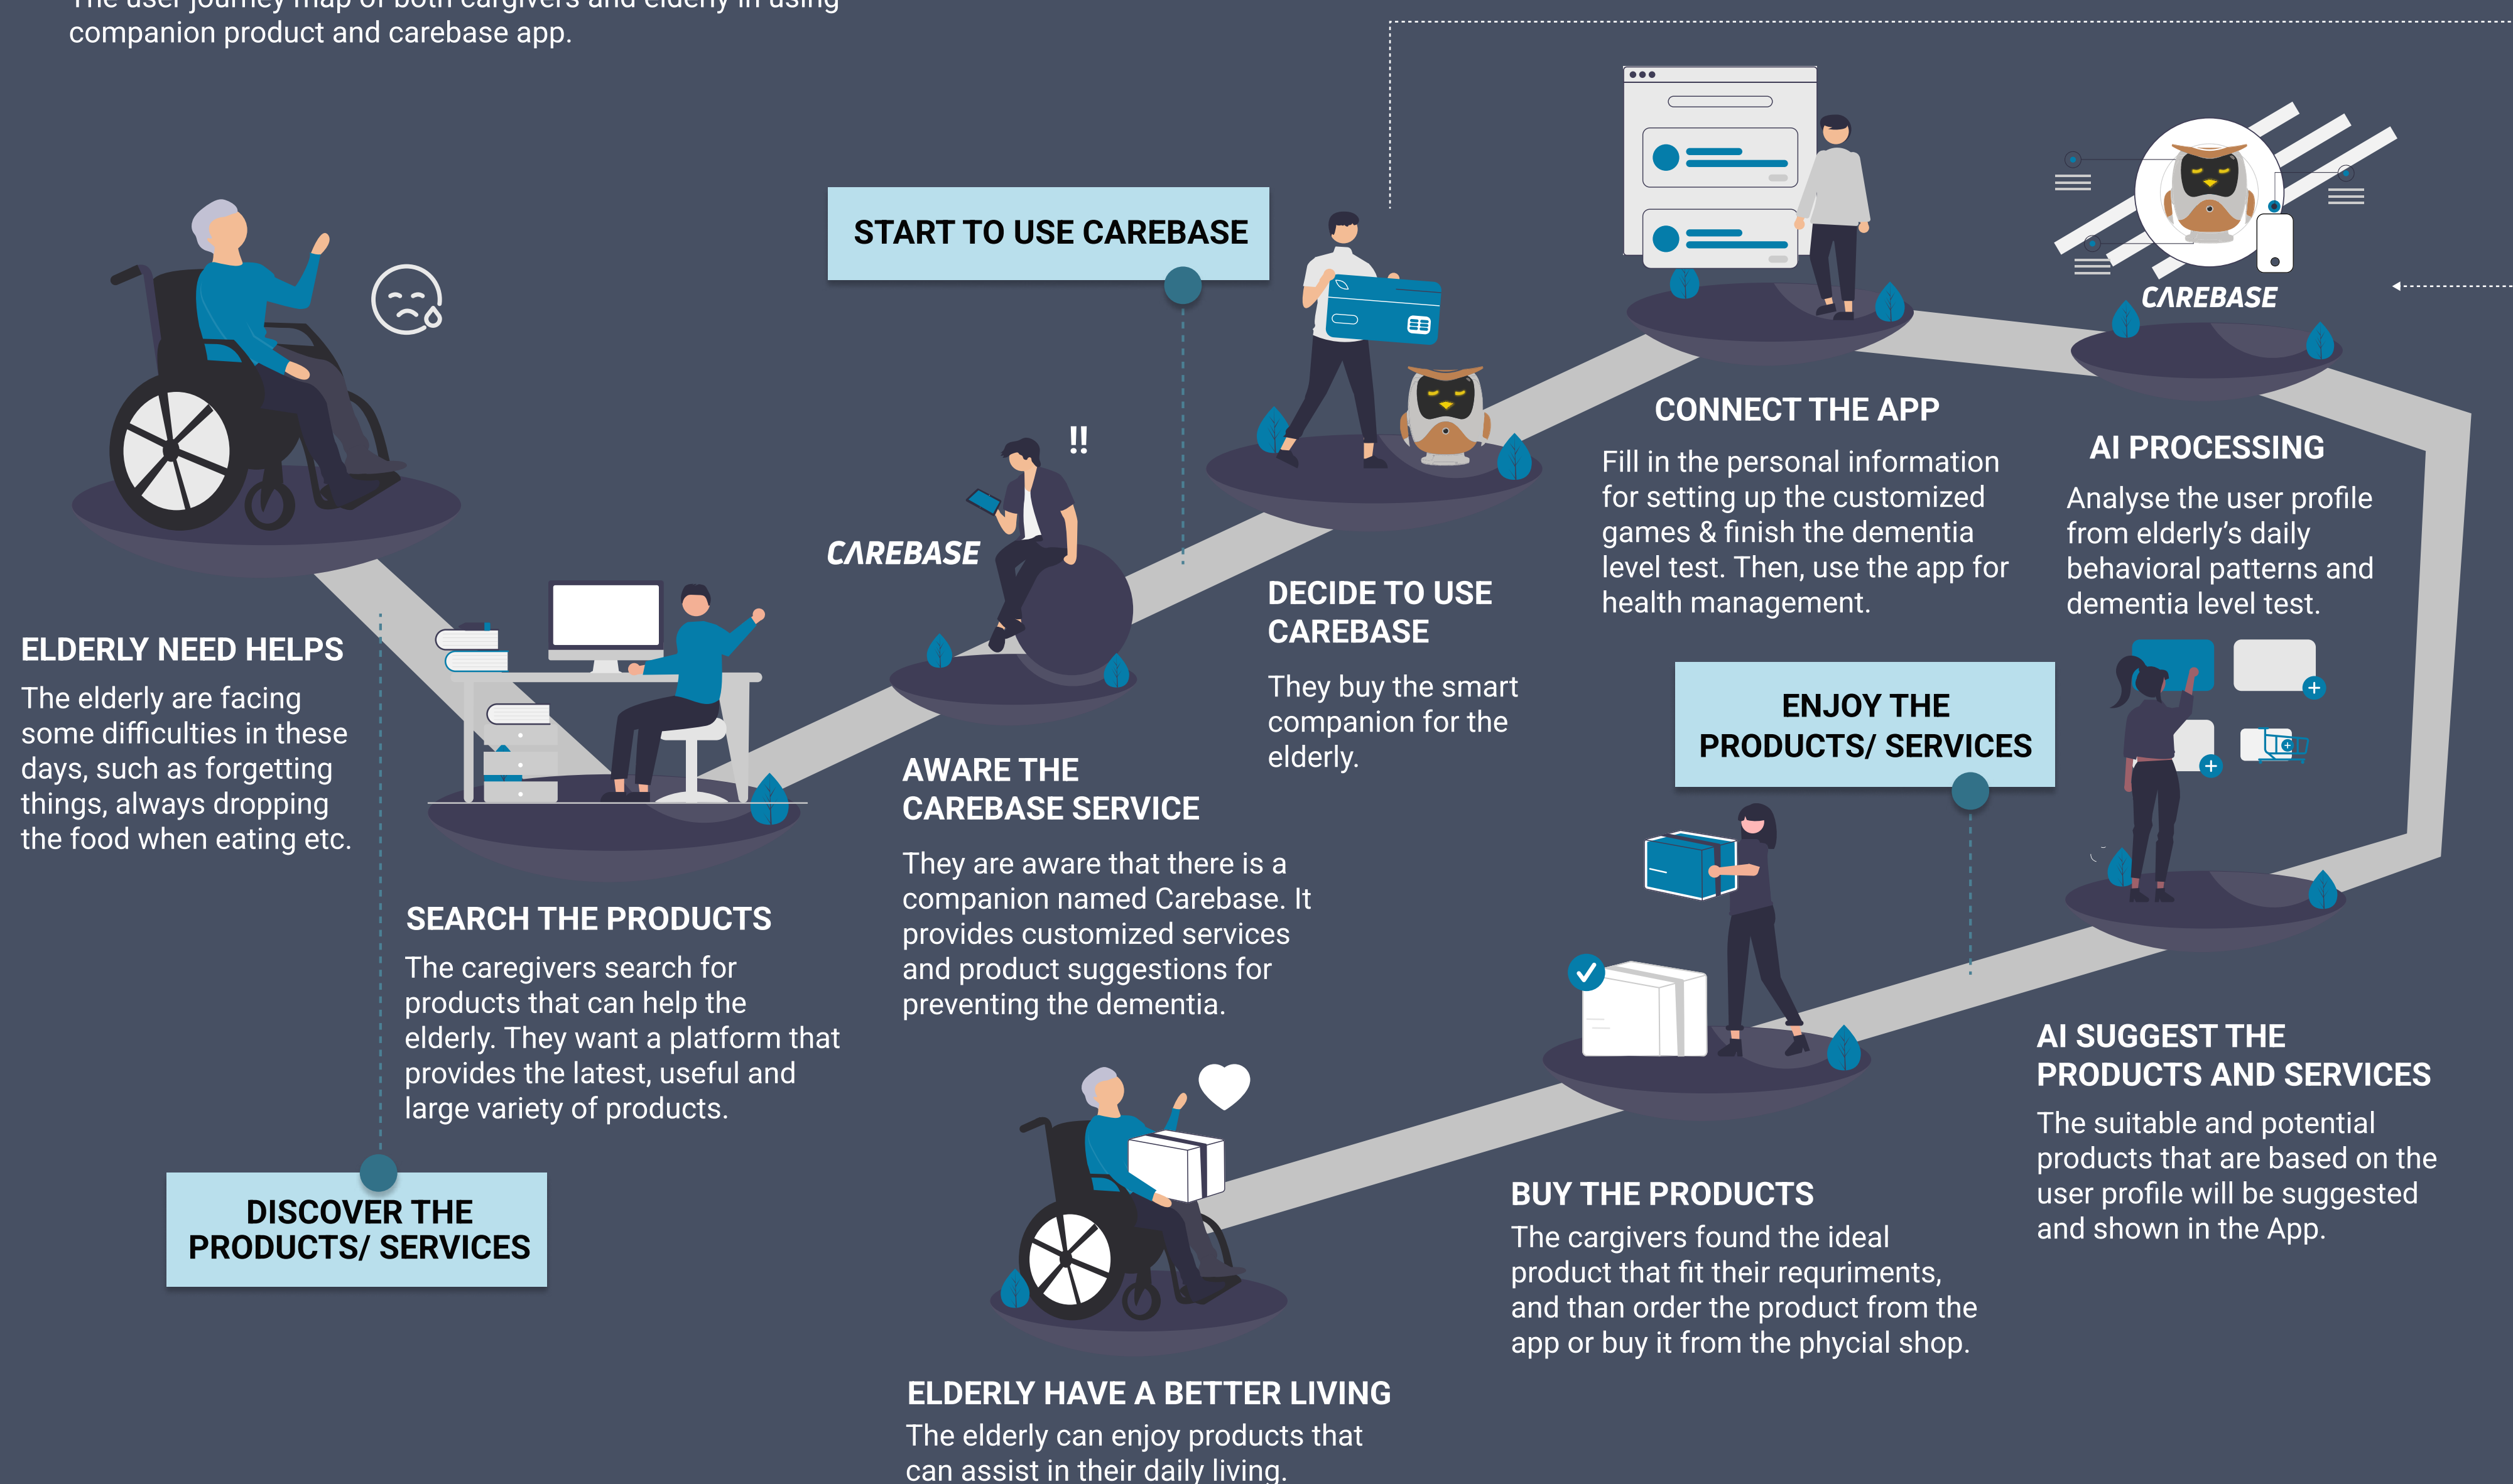 The user journey map of both cargivers and elderly in using
companion product and carebase app.
START TO USE CAREBASE
CAREBASE
CAREBASE
!!
ELDERLY NEED HELPS
The elderly are facing
some difficulties in these
days, such as forgetting
things, always dropping
the food when eating etc.
SEARCH THE PRODUCTS
The caregivers search for
products that can help the
elderly. They want a platform that
provides the latest, useful and
large variety of products.
DISCOVER THE
PRODUCTS/ SERVICES
AWARE THE
CAREBASE SERVICE
They are aware that there is a
companion named Carebase. It
provides customized services
and product suggestions for
preventing the dementia.
DECIDE TO USE
CAREBASE
They buy the smart
companion for the
elderly.
CONNECT THE APP
Fill in the personal information
for setting up the customized
games & finish the dementia
level test. Then, use the app for
health management.
AI PROCESSING
Analyse the user profile
from elderly’s daily
behavioral patterns and
dementia level test.
ENJOY THE
PRODUCTS/ SERVICES
AI SUGGEST THE
PRODUCTS AND SERVICES
The suitable and potential
products that are based on the
user profile will be suggested
and shown in the App.
BUY THE PRODUCTS
The cargivers found the ideal
product that fit their requriments,
and than order the product from the
app or buy it from the phycial shop.
ELDERLY HAVE A BETTER LIVING
The elderly can enjoy products that
can assist in their daily living.